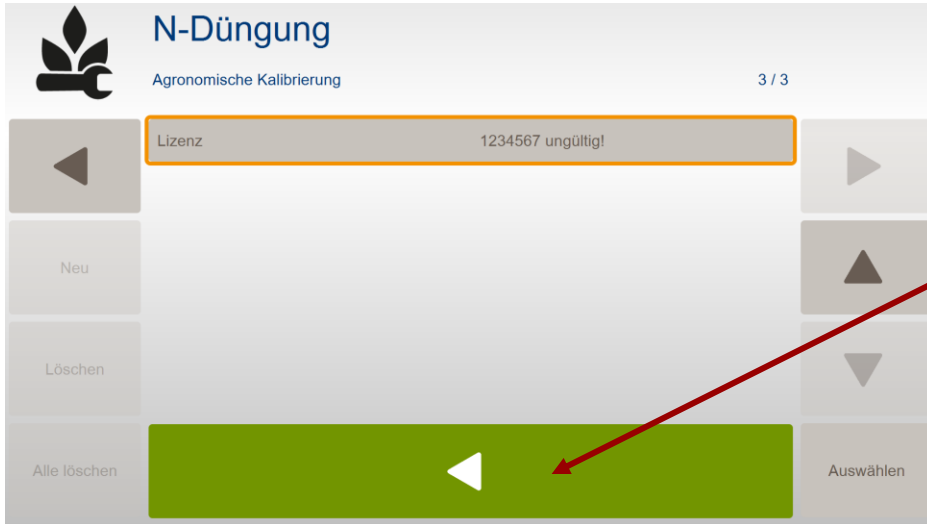 N-Düngung
Agronomische Kalibrierung 3 / 3
Lizenz 1234567 ungültig!
Neu
Löschen
Alle löschen Auswählen